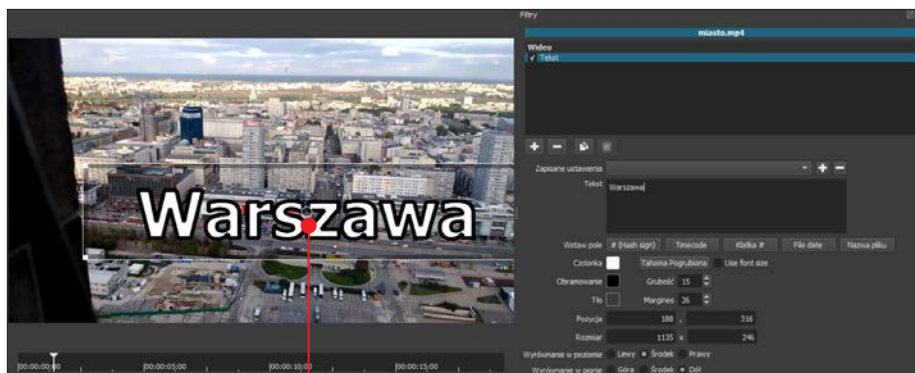 Filtry
miasto.mp4
Wideo
Tekst
Zapisane ustawienia
Tekst
Warszawa
Warszawa
Wstaw pole # (Hash sign) Timecode Klatka # File date Nazwa pliku
Czcionka Tahoma Pogrubiona Use font size
Obramowanie Grubość 15
Tło Margines 26
Pozycja 188 , 316
Rozmiar 1135 x 246
Wyrównanie w poziomie Lewy Środek Prawy
Wyrównanie w pionie Góra Środek Dół
00:00:00;00 00:00:05;00 00:00:10;00 00:00:15;00